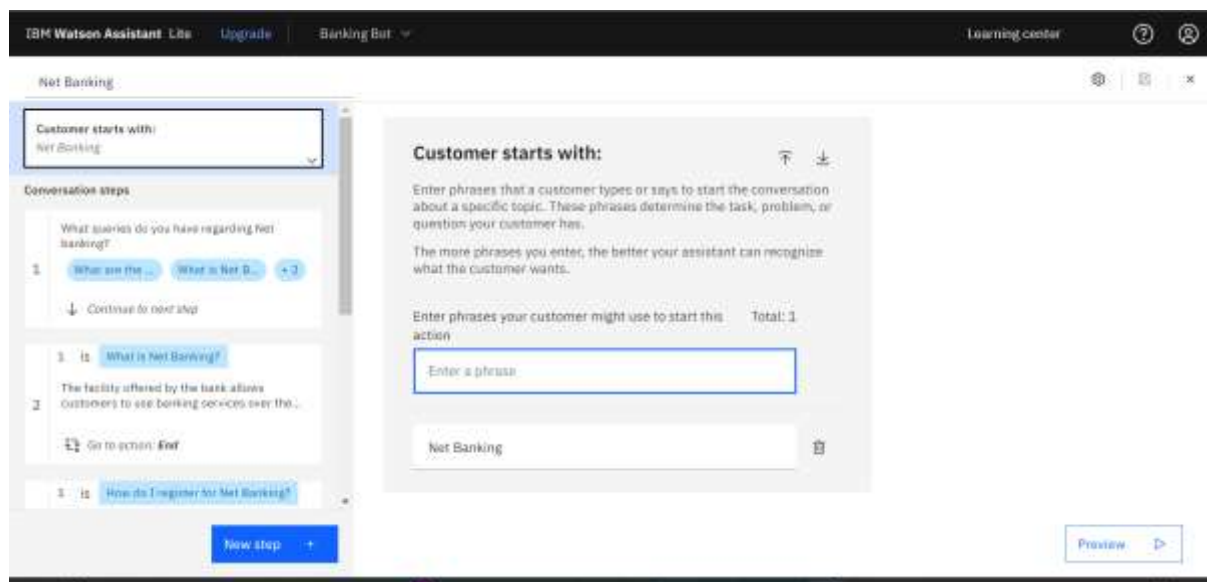 IBM Watson Assistant Lite Upgrade Banking Bot Learning center
Net Banking
Customer starts with:
Net Banking
Conversation steps
What queries do you have regarding Net
banking?
1 What are the ... What is Net B... + 3
Continue to next step
1 is What is Net Banking?
The facility offered by the bank allows
2 customers to use banking services over the...
Go to action: End
1 is How do I register for Net Banking?
New step +
Customer starts with:
Enter phrases that a customer types or says to start the conversation
about a specific topic. These phrases determine the task, problem, or
question your customer has.
The more phrases you enter, the better your assistant can recognize
what the customer wants.
Enter phrases your customer might use to start this Total: 1
action
Enter a phrase
Net Banking
Preview